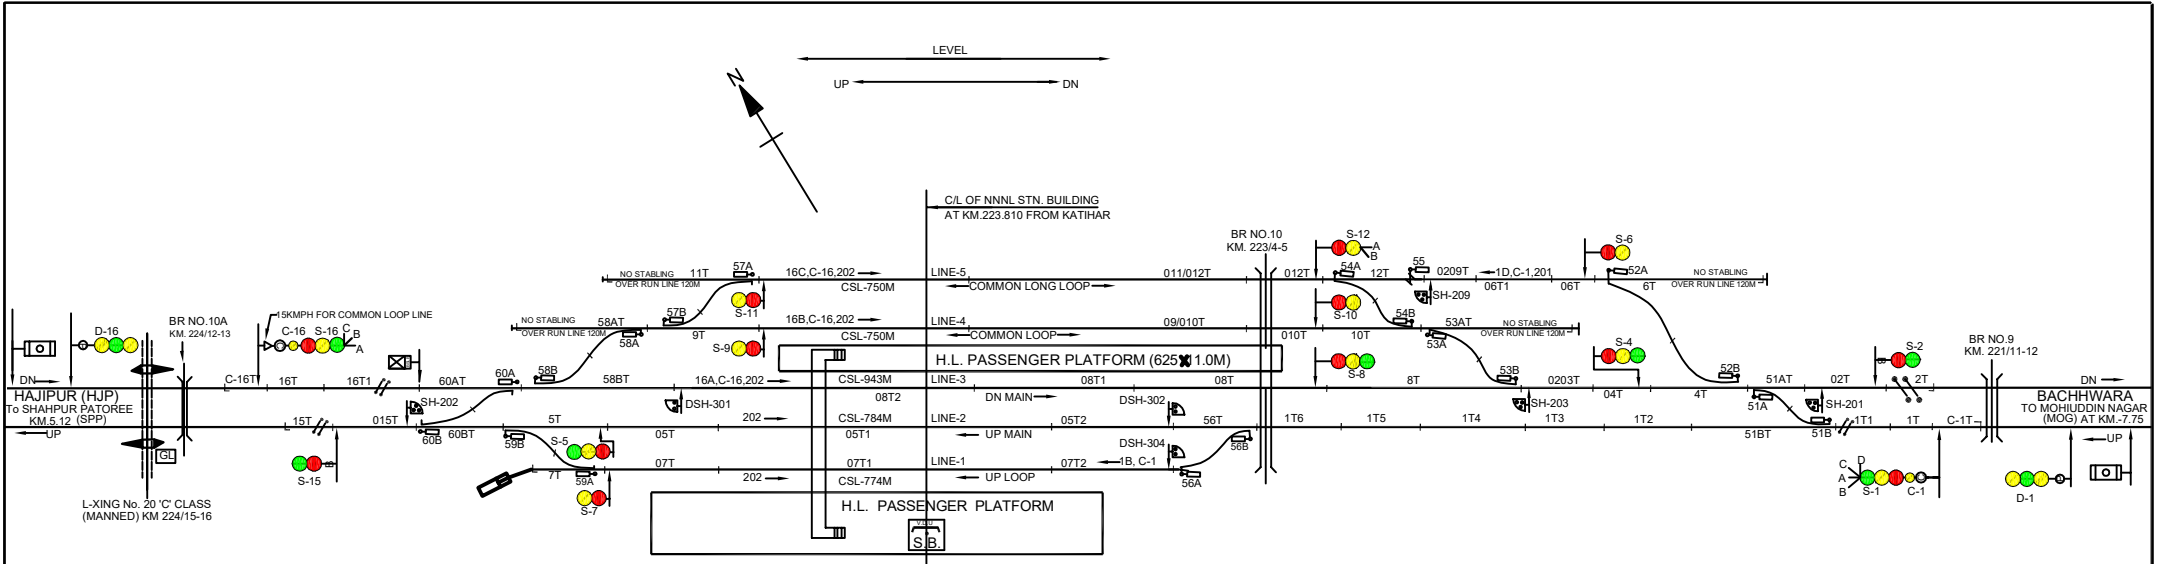 LEVEL
UP DN
N
C/L OF NNNL STN. BUILDING
AT KM.223.810 FROM KATIHAR
BR NO.10
KM. 223/4-5
S-12
A
B
S-6
NO STABLING
OVER RUN LINE 120M
11T
57A
16C,C-16,202
LINE-5
011/012T
012T
54A
12T
55
0209T
1D,C-1,201
52A
NO STABLING
OVER RUN LINE 120M
CSL-750M
COMMON LONG LOOP
SH-209
06T1
06T
6T
S-11
S-10
15KMPH FOR COMMON LOOP LINE
D-16
BR NO.10A
KM. 224/12-13
C-16
S-16
C
B
A
NO STABLING
OVER RUN LINE 120M
58AT
57B
16B,C-16,202
LINE-4
09/010T
010T
54B
10T
53AT
53A
NO STABLING
OVER RUN LINE 120M
58A
9T
CSL-750M
COMMON LOOP
S-9
H.L. PASSENGER PLATFORM (625X11.0M)
S-8
S-4
S-2
B
BR NO.9
KM. 221/11-12
DN
C-16T
16T
16T1
60AT
60A
58B
58BT
16A,C-16,202
CSL-943M
LINE-3
08T1
08T
8T
53B
0203T
52B
51AT
02T
2T
DN
HAJIPUR (HJP)
To SHAHPUR PATOREE
KM.5.12 (SPP)
UP
SH-202
DSH-301
08T2
DN MAIN
DSH-302
SH-203
04T
4T
51A
SH-201
BACHHWARA
TO MOHIUDDIN NAGAR
(MOG) AT KM.-7.75
UP
15T
015T
60B
60BT
59B
5T
05T
202
CSL-784M
LINE-2
05T1
UP MAIN
05T2
56T
1T6
1T5
1T4
1T3
1T2
51BT
51B
1T1
1T
C-1T
GL
S-15
B
S-5
7T
59A
07T
07T1
LINE-1
07T2
1B, C-1
DSH-304
56B
56A
202
CSL-774M
UP LOOP
S-7
C
D
A
B
S-1
C-1
D-1
L-XING No. 20 'C' CLASS
(MANNED) KM 224/15-16
H.L. PASSENGER PLATFORM
V.D.U
S.B.